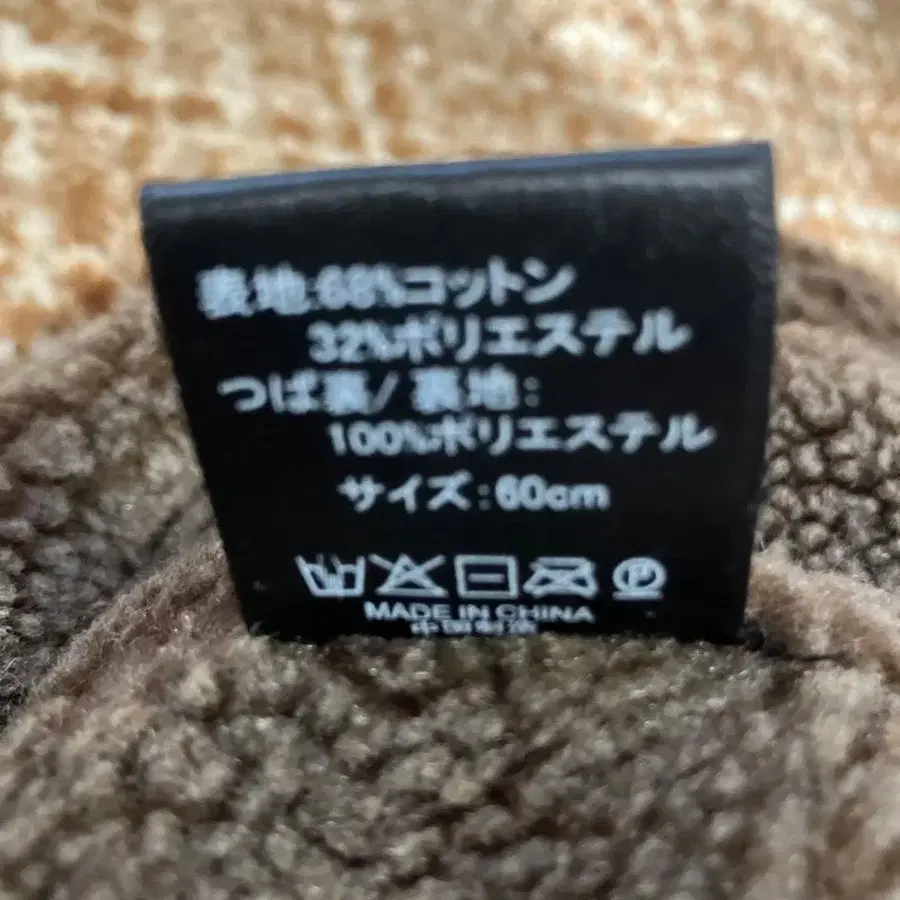 表地:68%コットン
32%ポリエステル
つば裏/裏地:
100%ポリエステル
サイズ:60cm
MADE IN CHINA
中国制造